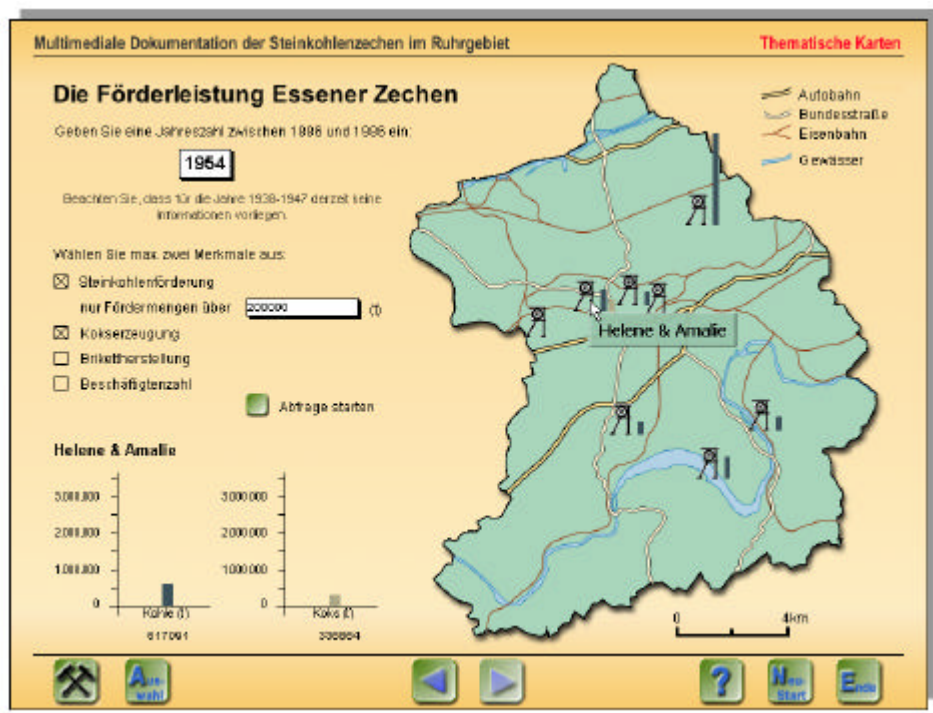 Multimediale Dokumentation der Steinkohlenzechen im Ruhrgebiet
Thematische Karten
Die Förderleistung Essener Zechen
Geben Sie eine Jahreszahl zwischen und 1996 ein:
1954
Beachten Sie, dass für die Jahre 1938-1947 derzeit keine
Informationen vorliegen.
Wählen Sie max. zwei Merkmale aus:
Steinkohlenförderung
nur Fördermengen über 200000 (t)
Kokserzeugung
Brikettherstellung
Beschäftigtenzahl
Abfrage starten
Autobahn
Bundesstraße
Eisenbahn
Gewässer
Helene & Amalie
Helene & Amalie
3.000.000
2.000.000
1.000.000
0
Kohle (t)
617091
3000000
2000000
1000000
0
Koks (t)
0 4km
Aus-
wahl
?
Neu-
Start
Ende